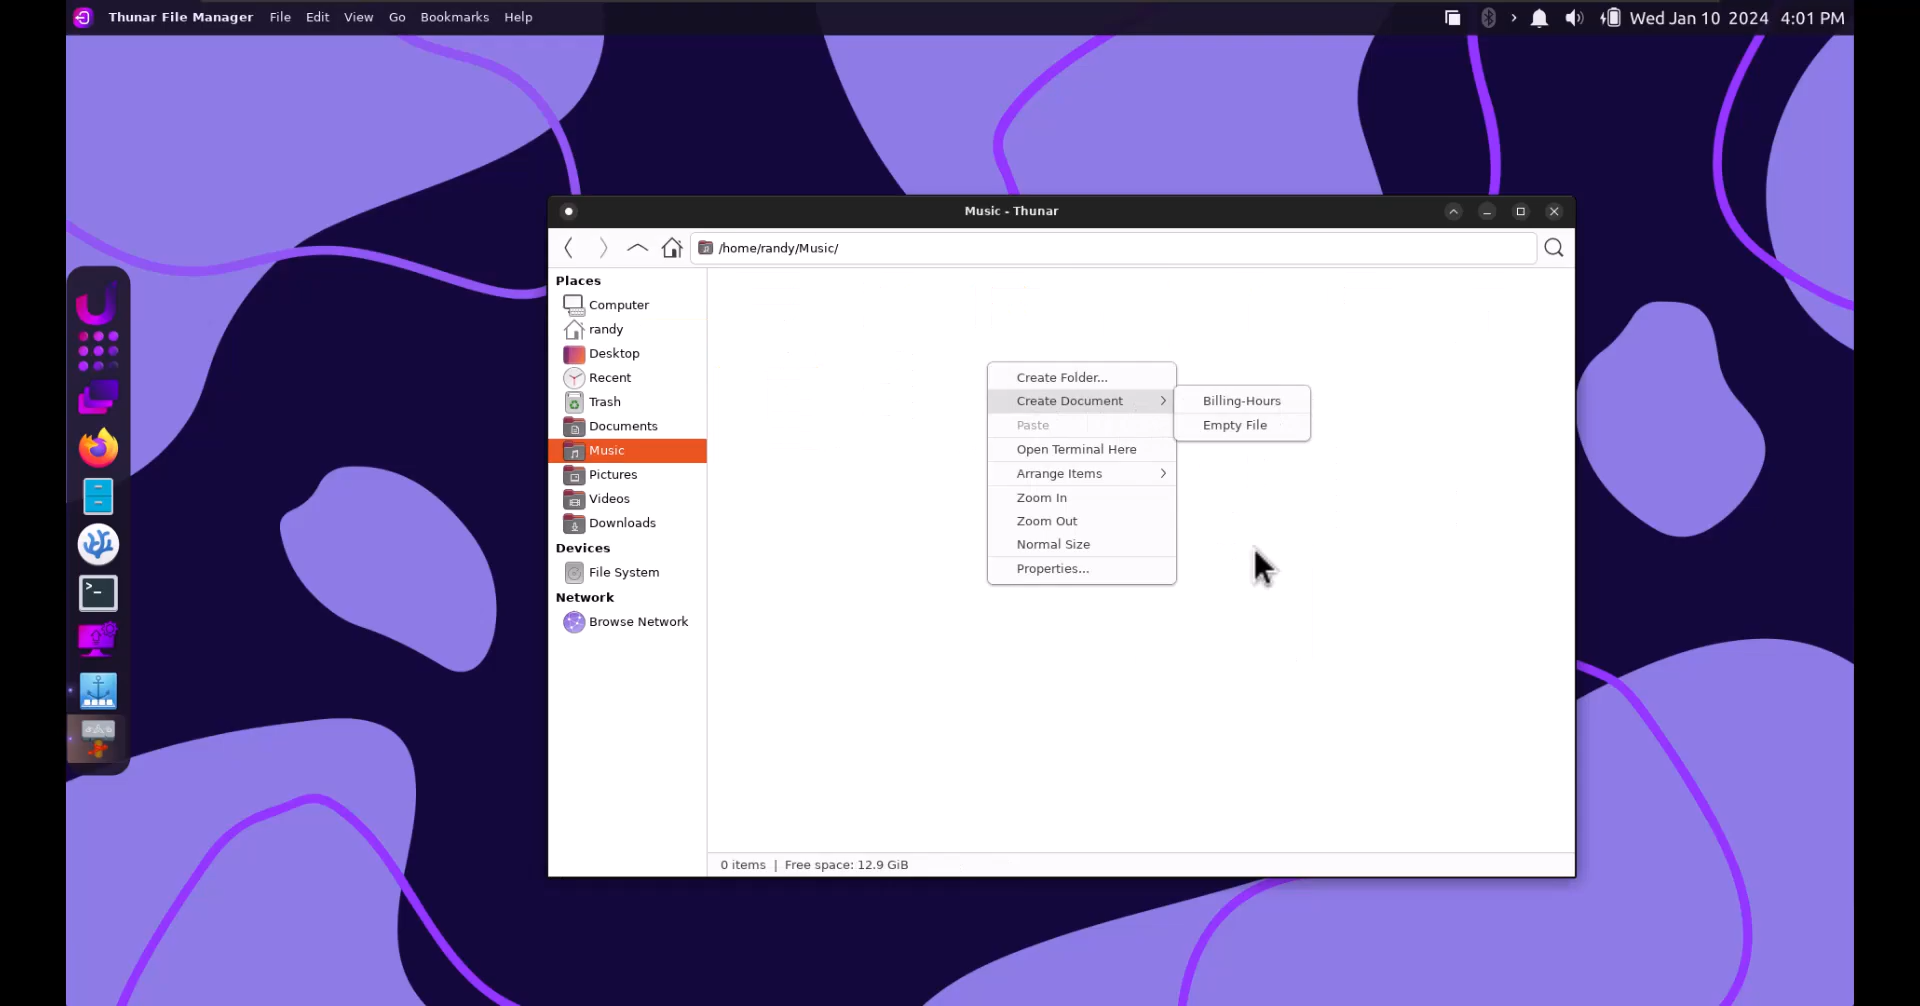 Thunar File Manager File Edit View Go Bookmarks Help
Wed Jan 10 2024 4:01 PM
Music - Thunar
/home/randy/Music/
Places
Computer
randy
Desktop
Recent
Trash
Documents
Music
Pictures
Videos
Downloads
Devices
File System
Network
Browse Network
Create Folder...
Create Document
Paste
Open Terminal Here
Arrange Items
Zoom In
Zoom Out
Normal Size
Properties...
Billing-Hours
Empty File
0 items | Free space: 12.9 GiB